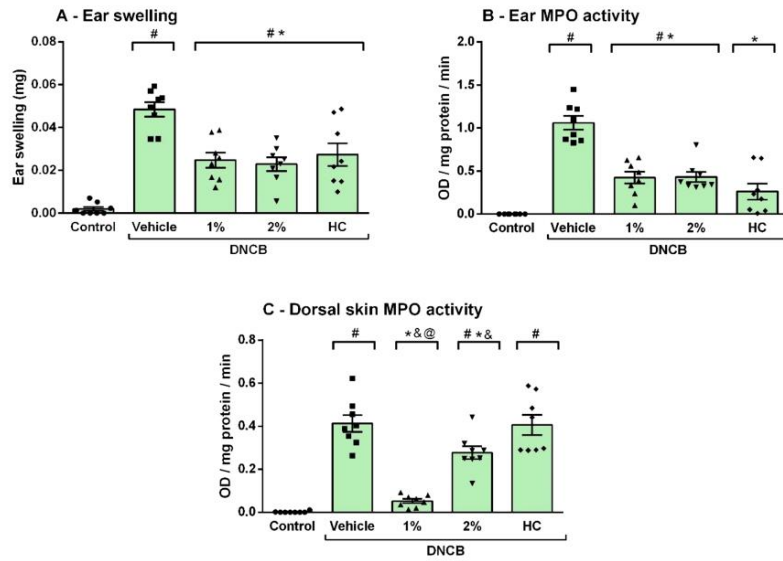 A - Ear swelling
# # *
Ear swelling (mg)
0.08
0.06
0.04
0.02
0.00
Control Vehicle 1% 2% HC
DNCB
B - Ear MPO activity
# # * *
OD / mg protein / min
2.0
1.5
1.0
0.5
0.0
Control Vehicle 1% 2% HC
DNCB
C - Dorsal skin MPO activity
# *&@ # *& #
OD / mg protein / min
0.8
0.6
0.4
0.2
0.0
Control Vehicle 1% 2% HC
DNCB